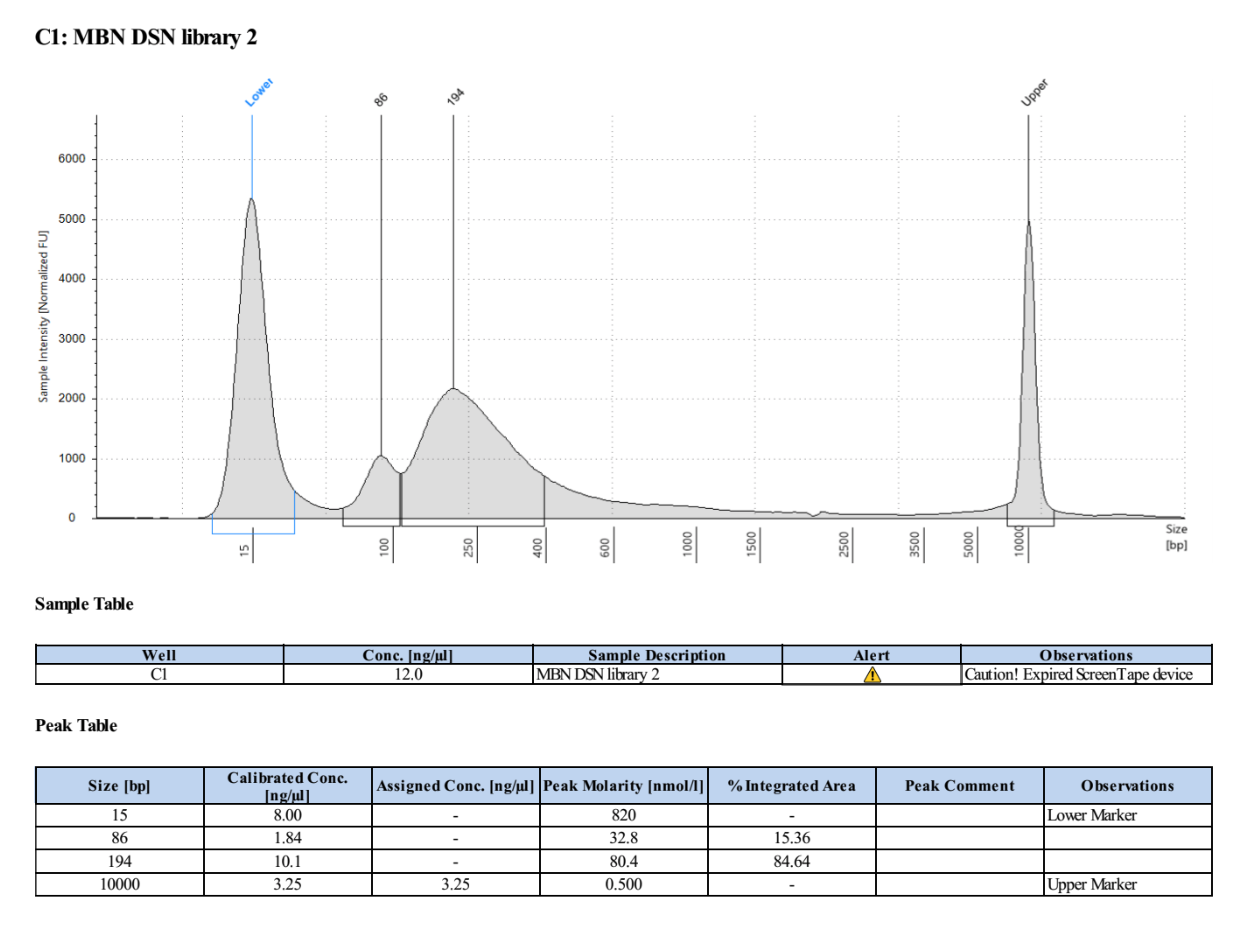 C1: MBN DSN library 2
Lower
86
194
Upper
Sample Intensity [Normalized FU]
6000
5000
4000
3000
2000
1000
0
15
100
250
400
600
1000
1500
2500
3500
5000
10000
Size
[bp]
Sample Table
Well Conc. [ng/µl] Sample Description Alert Observations
C1 12.0 MBN DSN library 2 Caution! Expired ScreenTape device
Peak Table
Size [bp] Calibrated Conc. [ng/µl] Assigned Conc. [ng/µl] Peak Molarity [nmol/l] % Integrated Area Peak Comment Observations
15 8.00 - 820 - Lower Marker
86 1.84 - 32.8 15.36
194 10.1 - 80.4 84.64
10000 3.25 3.25 0.500 - Upper Marker